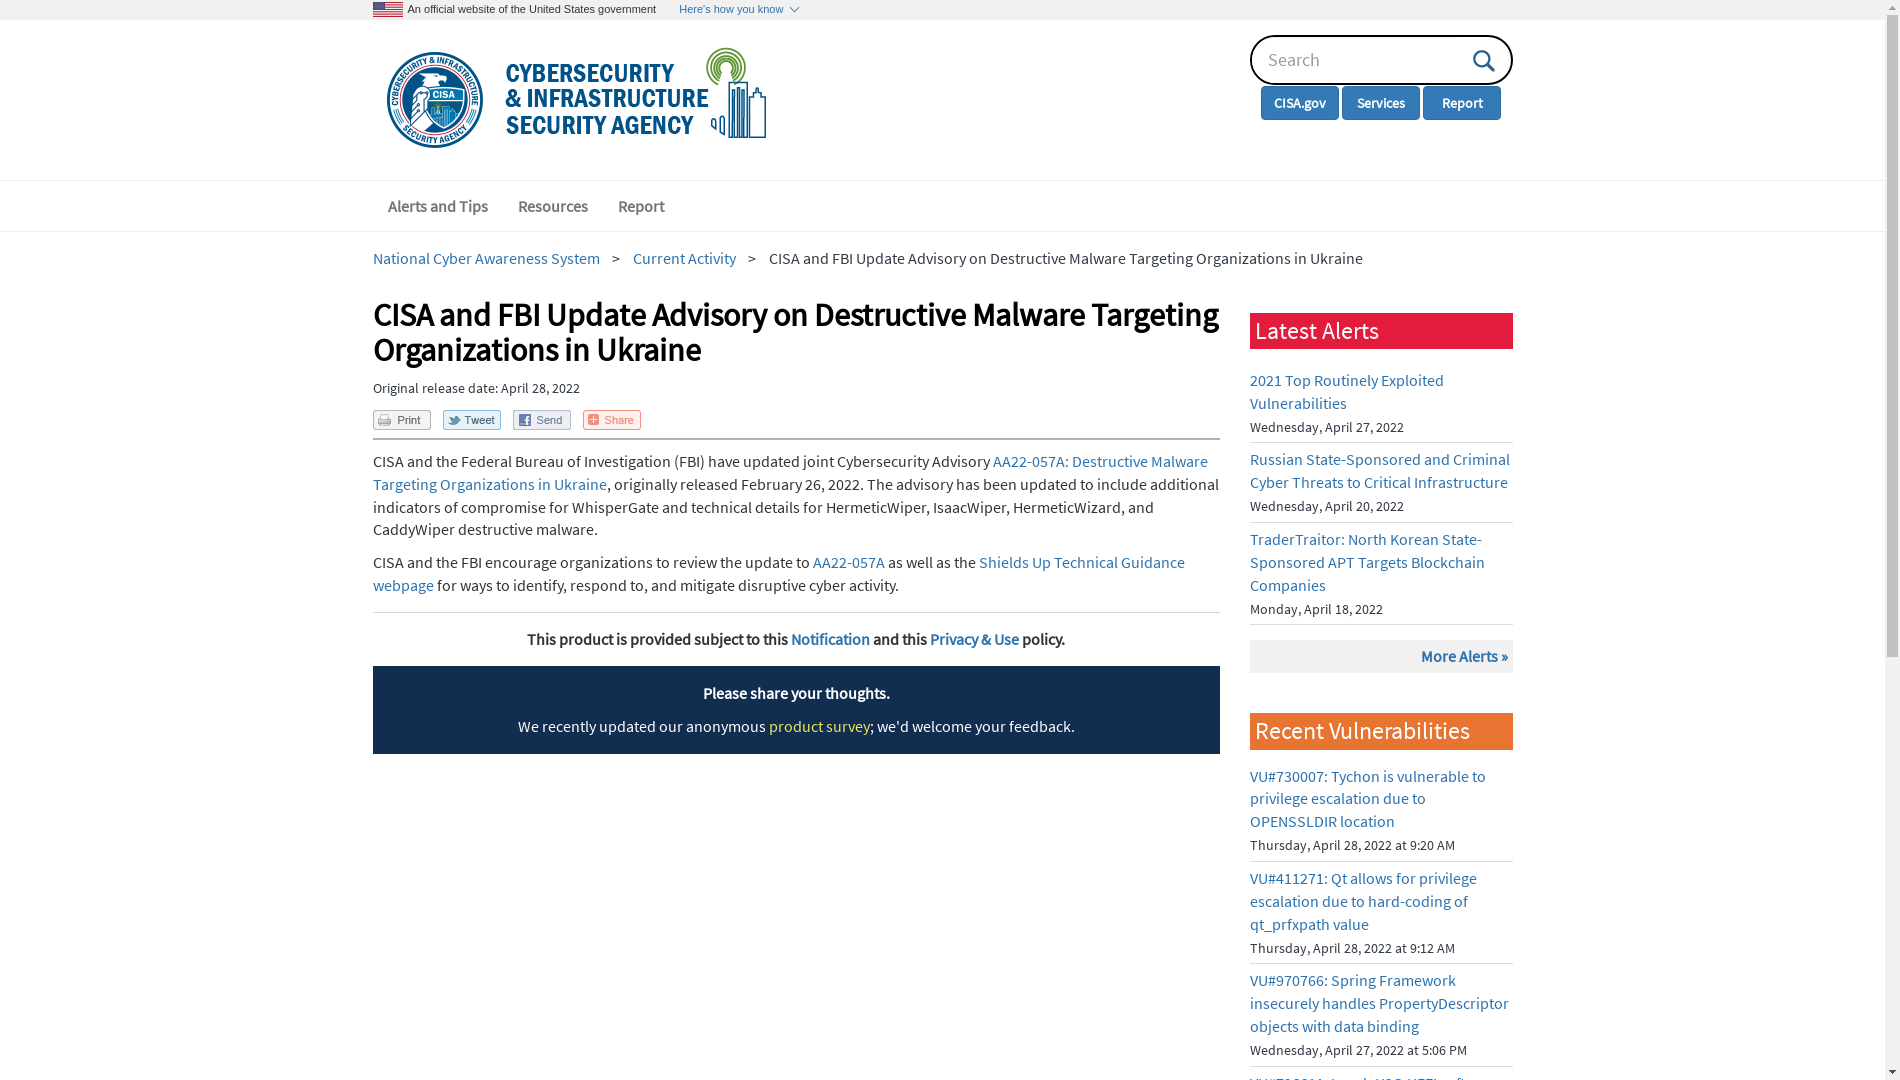 An official website of the United States government Here's how you know
CYBERSECURITY & INFRASTRUCTURE
SECURITY AGENCY
CISA
CYBERSECURITY
& INFRASTRUCTURE
SECURITY AGENCY
Search
CISA.gov Services Report
Alerts and Tips Resources Report
National Cyber Awareness System > Current Activity > CISA and FBI Update Advisory on Destructive Malware Targeting Organizations in Ukraine
CISA and FBI Update Advisory on Destructive Malware Targeting
Organizations in Ukraine
Original release date: April 28, 2022
Print Tweet Send Share
CISA and the Federal Bureau of Investigation (FBI) have updated joint Cybersecurity Advisory AA22-057A: Destructive Malware
Targeting Organizations in Ukraine, originally released February 26, 2022. The advisory has been updated to include additional
indicators of compromise for WhisperGate and technical details for HermeticWiper, IsaacWiper, HermeticWizard, and
CaddyWiper destructive malware.
CISA and the FBI encourage organizations to review the update to AA22-057A as well as the Shields Up Technical Guidance
webpage for ways to identify, respond to, and mitigate disruptive cyber activity.
This product is provided subject to this Notification and this Privacy & Use policy.
Please share your thoughts.
We recently updated our anonymous product survey; we'd welcome your feedback.
Latest Alerts
2021 Top Routinely Exploited
Vulnerabilities
Wednesday, April 27, 2022
Russian State-Sponsored and Criminal
Cyber Threats to Critical Infrastructure
Wednesday, April 20, 2022
TraderTraitor: North Korean State-
Sponsored APT Targets Blockchain
Companies
Monday, April 18, 2022
More Alerts »
Recent Vulnerabilities
VU#730007: Tychon is vulnerable to
privilege escalation due to
OPENSSLDIR location
Thursday, April 28, 2022 at 9:20 AM
VU#411271: Qt allows for privilege
escalation due to hard-coding of
qt_prfxpath value
Thursday, April 28, 2022 at 9:12 AM
VU#970766: Spring Framework
insecurely handles PropertyDescriptor
objects with data binding
Wednesday, April 27, 2022 at 5:06 PM